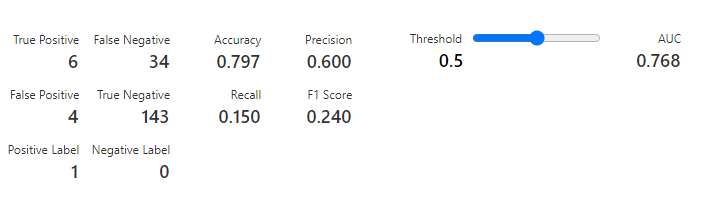 True Positive False Negative Accuracy Precision Threshold AUC
6 34 0.797 0.600 0.5 0.768
False Positive True Negative Recall F1 Score
4 143 0.150 0.240
Positive Label Negative Label
1 0